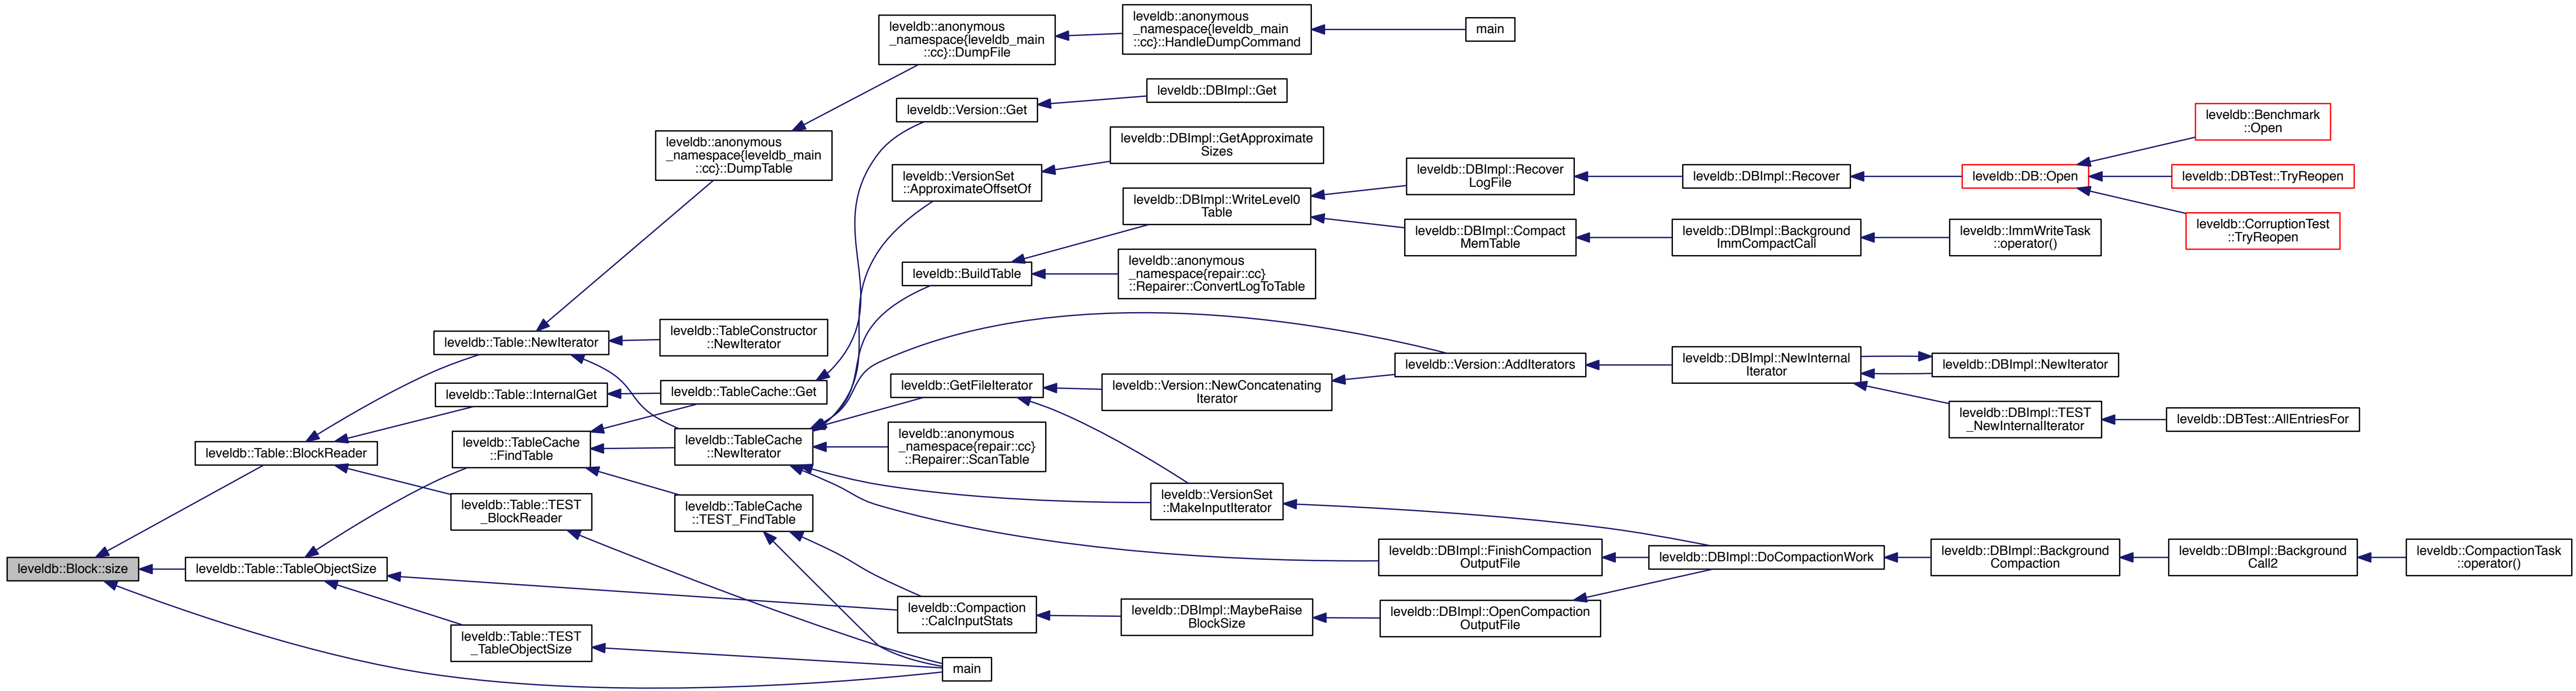 leveldb::Block::size
leveldb::Table::BlockReader
leveldb::Table::TableObjectSize
leveldb::Table::NewIterator
leveldb::Table::InternalGet
leveldb::TableCache
::FindTable
leveldb::Table::TEST
_BlockReader
leveldb::Table::TEST
_TableObjectSize
leveldb::anonymous
_namespace{leveldb_main
::cc}::DumpTable
leveldb::TableConstructor
::NewIterator
leveldb::TableCache::Get
leveldb::TableCache
::NewIterator
leveldb::TableCache
::TEST_FindTable
leveldb::anonymous
_namespace{leveldb_main
::cc}::DumpFile
leveldb::Version::Get
leveldb::VersionSet
::ApproximateOffsetOf
leveldb::BuildTable
leveldb::GetFileIterator
leveldb::anonymous
_namespace{repair::cc}
::Repairer::ScanTable
leveldb::Compaction
::CalcInputStats
main
leveldb::anonymous
_namespace{leveldb_main
::cc}::HandleDumpCommand
leveldb::DBImpl::Get
leveldb::DBImpl::GetApproximate
Sizes
leveldb::DBImpl::WriteLevel0
Table
leveldb::anonymous
_namespace{repair::cc}
::Repairer::ConvertLogToTable
leveldb::Version::NewConcatenating
Iterator
leveldb::VersionSet
::MakeInputIterator
leveldb::DBImpl::MaybeRaise
BlockSize
main
leveldb::DBImpl::Recover
LogFile
leveldb::DBImpl::Compact
MemTable
leveldb::Version::AddIterators
leveldb::DBImpl::FinishCompaction
OutputFile
leveldb::DBImpl::OpenCompaction
OutputFile
leveldb::DBImpl::Recover
leveldb::DBImpl::Background
ImmCompactCall
leveldb::DBImpl::NewInternal
Iterator
leveldb::DBImpl::DoCompactionWork
leveldb::DB::Open
leveldb::ImmWriteTask
::operator()
leveldb::DBImpl::NewIterator
leveldb::DBImpl::TEST
_NewInternalIterator
leveldb::DBImpl::Background
Compaction
leveldb::Benchmark
::Open
leveldb::DBTest::TryReopen
leveldb::CorruptionTest
::TryReopen
leveldb::DBTest::AllEntriesFor
leveldb::DBImpl::Background
Call2
leveldb::CompactionTask
::operator()